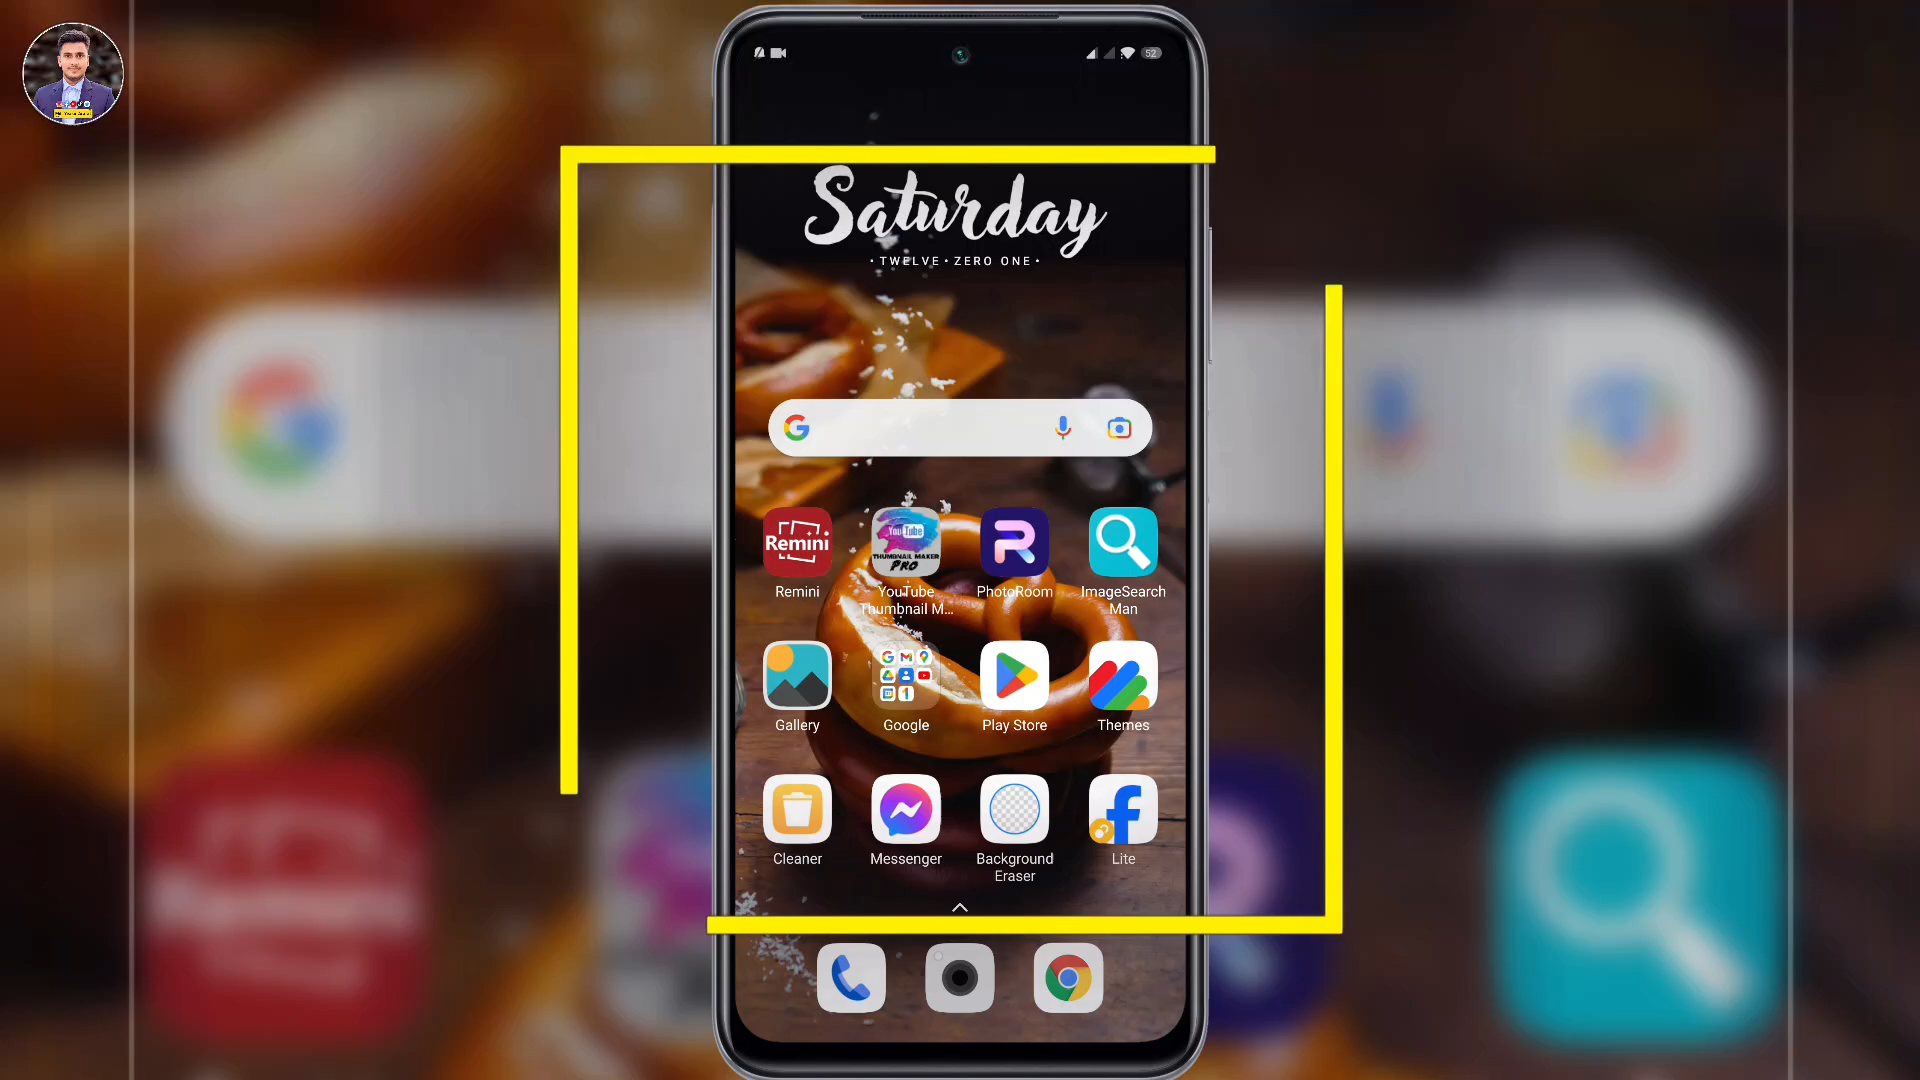 52
Saturday
• TWELVE • ZERO ONE •
Remini
YouTube
THUMBNAIL MAKER
PRO
Remini
YouTube
Thumbnail M...
PhotoRoom
ImageSearch
Man
Gallery
Google
Play Store
Themes
Cleaner
Messenger
Background
Eraser
Lite